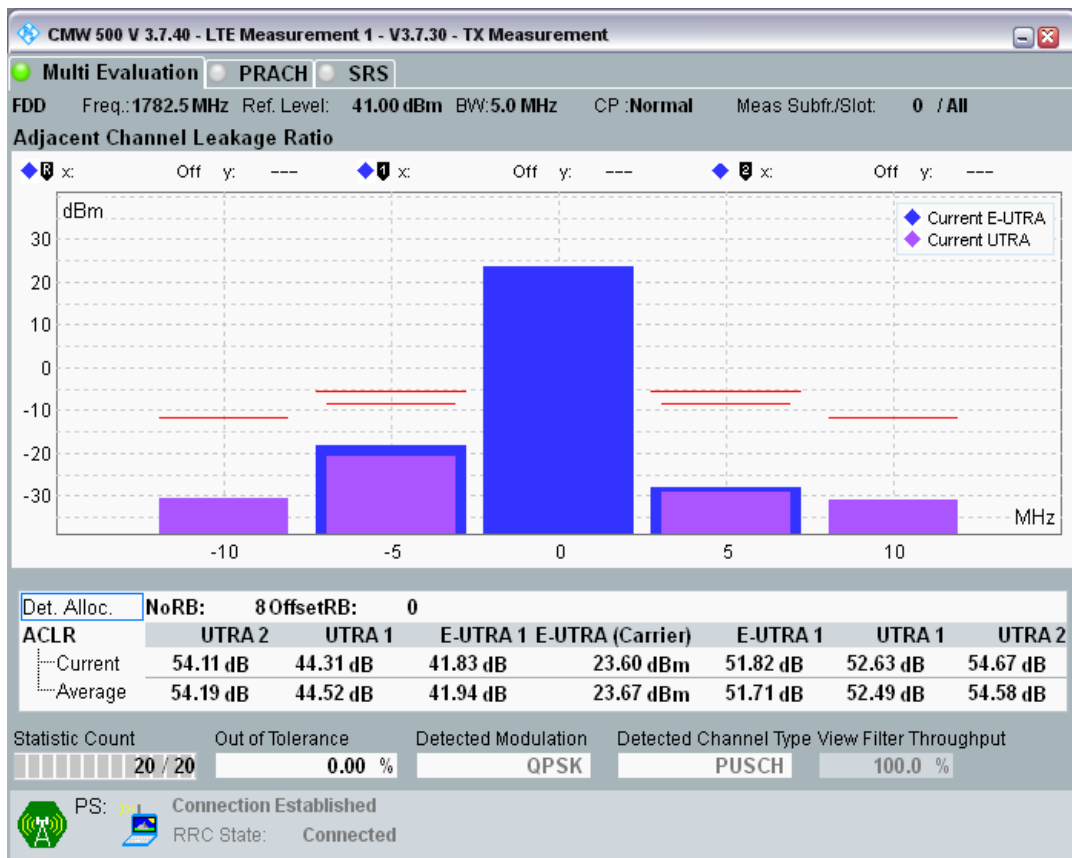 CMW 500 V 3.7.40 - LTE Measurement 1 - V3.7.30 - TX Measurement
Multi Evaluation PRACH SRS
FDD Freq.: 1782.5 MHz Ref. Level: 41.00 dBm BW: 5.0 MHz CP : Normal Meas Subfr./Slot: 0 / All
Adjacent Channel Leakage Ratio
R x: Off y: --- 1 x: Off y: --- 2 x: Off y: ---
dBm
Current E-UTRA
Current UTRA
30
20
10
0
-10
-20
-30
MHz
-10 -5 0 5 10
Det. Alloc. NoRB: 8 OffsetRB: 0
ACLR UTRA 2 UTRA 1 E-UTRA 1 E-UTRA (Carrier) E-UTRA 1 UTRA 1 UTRA 2
Current 54.11 dB 44.31 dB 41.83 dB 23.60 dBm 51.82 dB 52.63 dB 54.67 dB
Average 54.19 dB 44.52 dB 41.94 dB 23.67 dBm 51.71 dB 52.49 dB 54.58 dB
Statistic Count Out of Tolerance Detected Modulation Detected Channel Type View Filter Throughput
20 / 20 0.00 % QPSK PUSCH 100.0 %
PS: Connection Established
RRC State: Connected